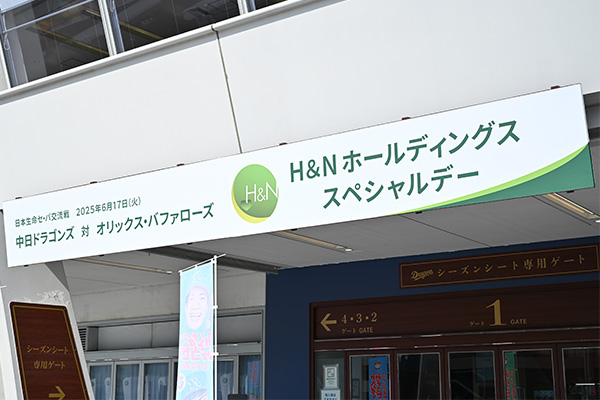 日本生命セ・パ交流戦 2025年6月17日(火)
中日ドラゴンズ 対 オリックス・バファローズ
H&N
H&N ホールディングス
スペシャルデー
Dragons シーズンシート専用ゲート
← 4・3・2
ゲート GATE
1
ゲート GATE
シーズンシート
専用ゲート
→